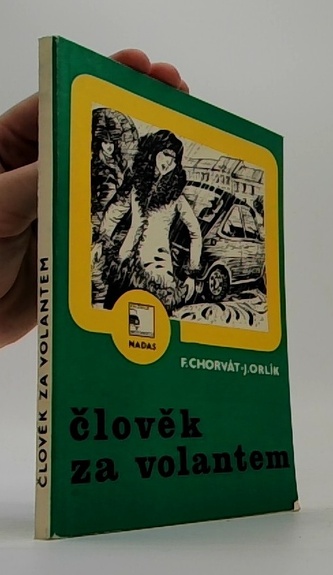 ČLOVĚK ZA VOLANTEM
NADAS
F.CHORVÁT-J.ORLÍK
člověk
za volantem